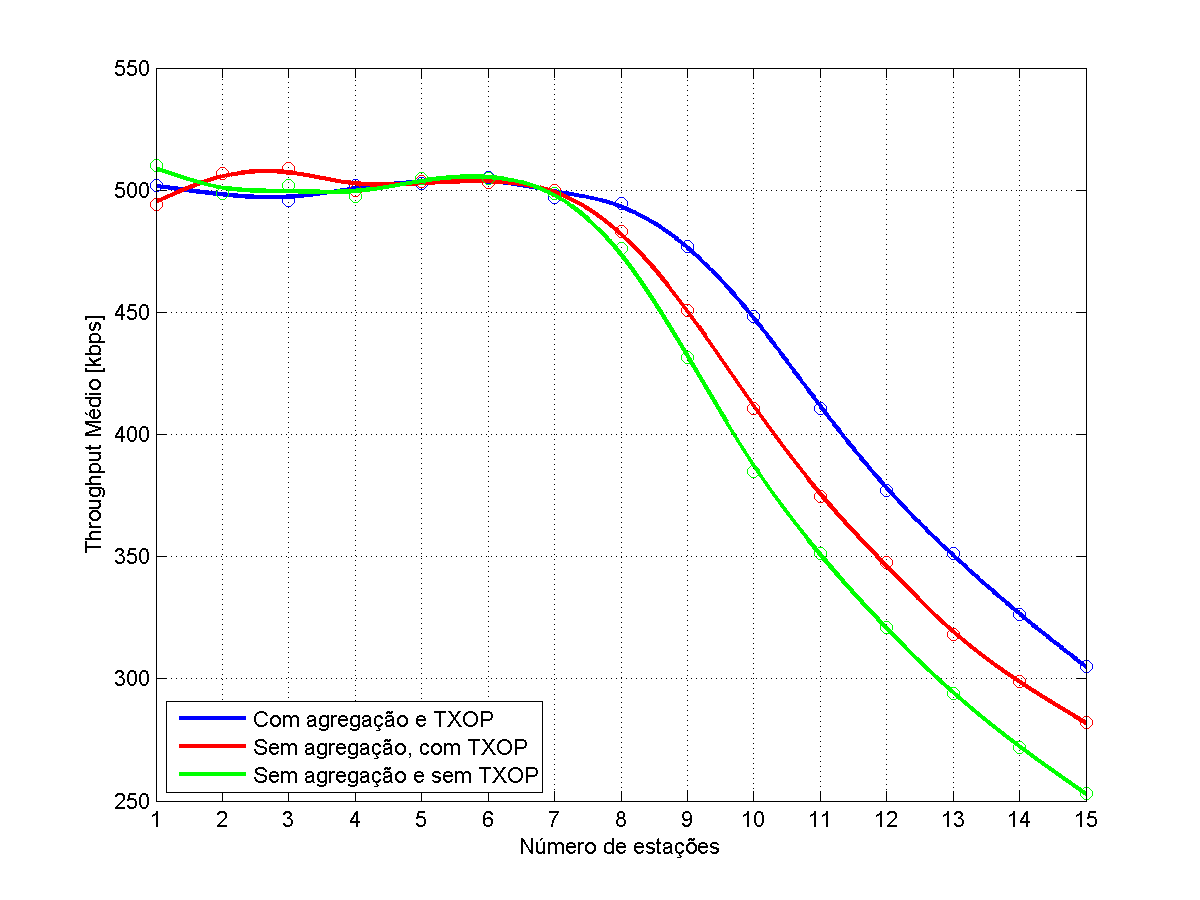 550
500
450
400
350
300
250
Throughput Médio [kbps]
Com agregação e TXOP
Sem agregação, com TXOP
Sem agregação e sem TXOP
1 2 3 4 5 6 7 8 9 10 11 12 13 14 15
Número de estações